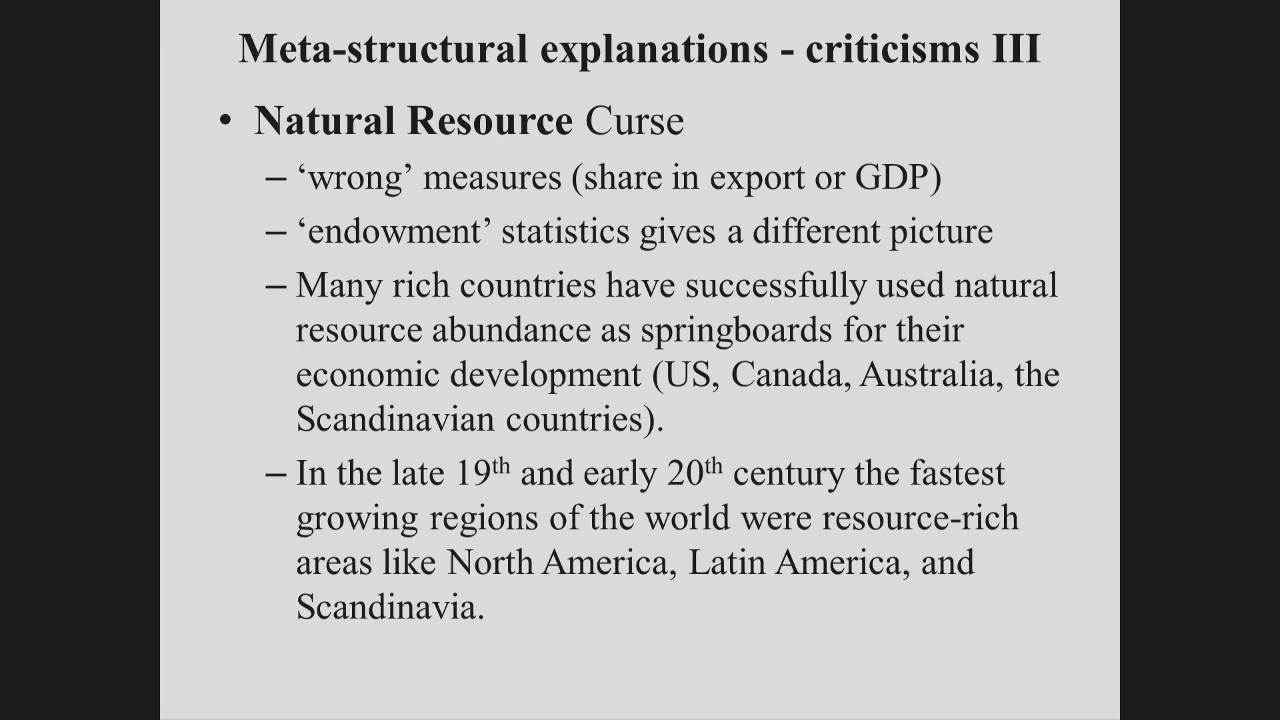 Meta-structural explanations - criticisms III
• Natural Resource Curse
– ‘wrong’ measures (share in export or GDP)
– ‘endowment’ statistics gives a different picture
– Many rich countries have successfully used natural
resource abundance as springboards for their
economic development (US, Canada, Australia, the
Scandinavian countries).
– In the late 19th and early 20th century the fastest
growing regions of the world were resource-rich
areas like North America, Latin America, and
Scandinavia.